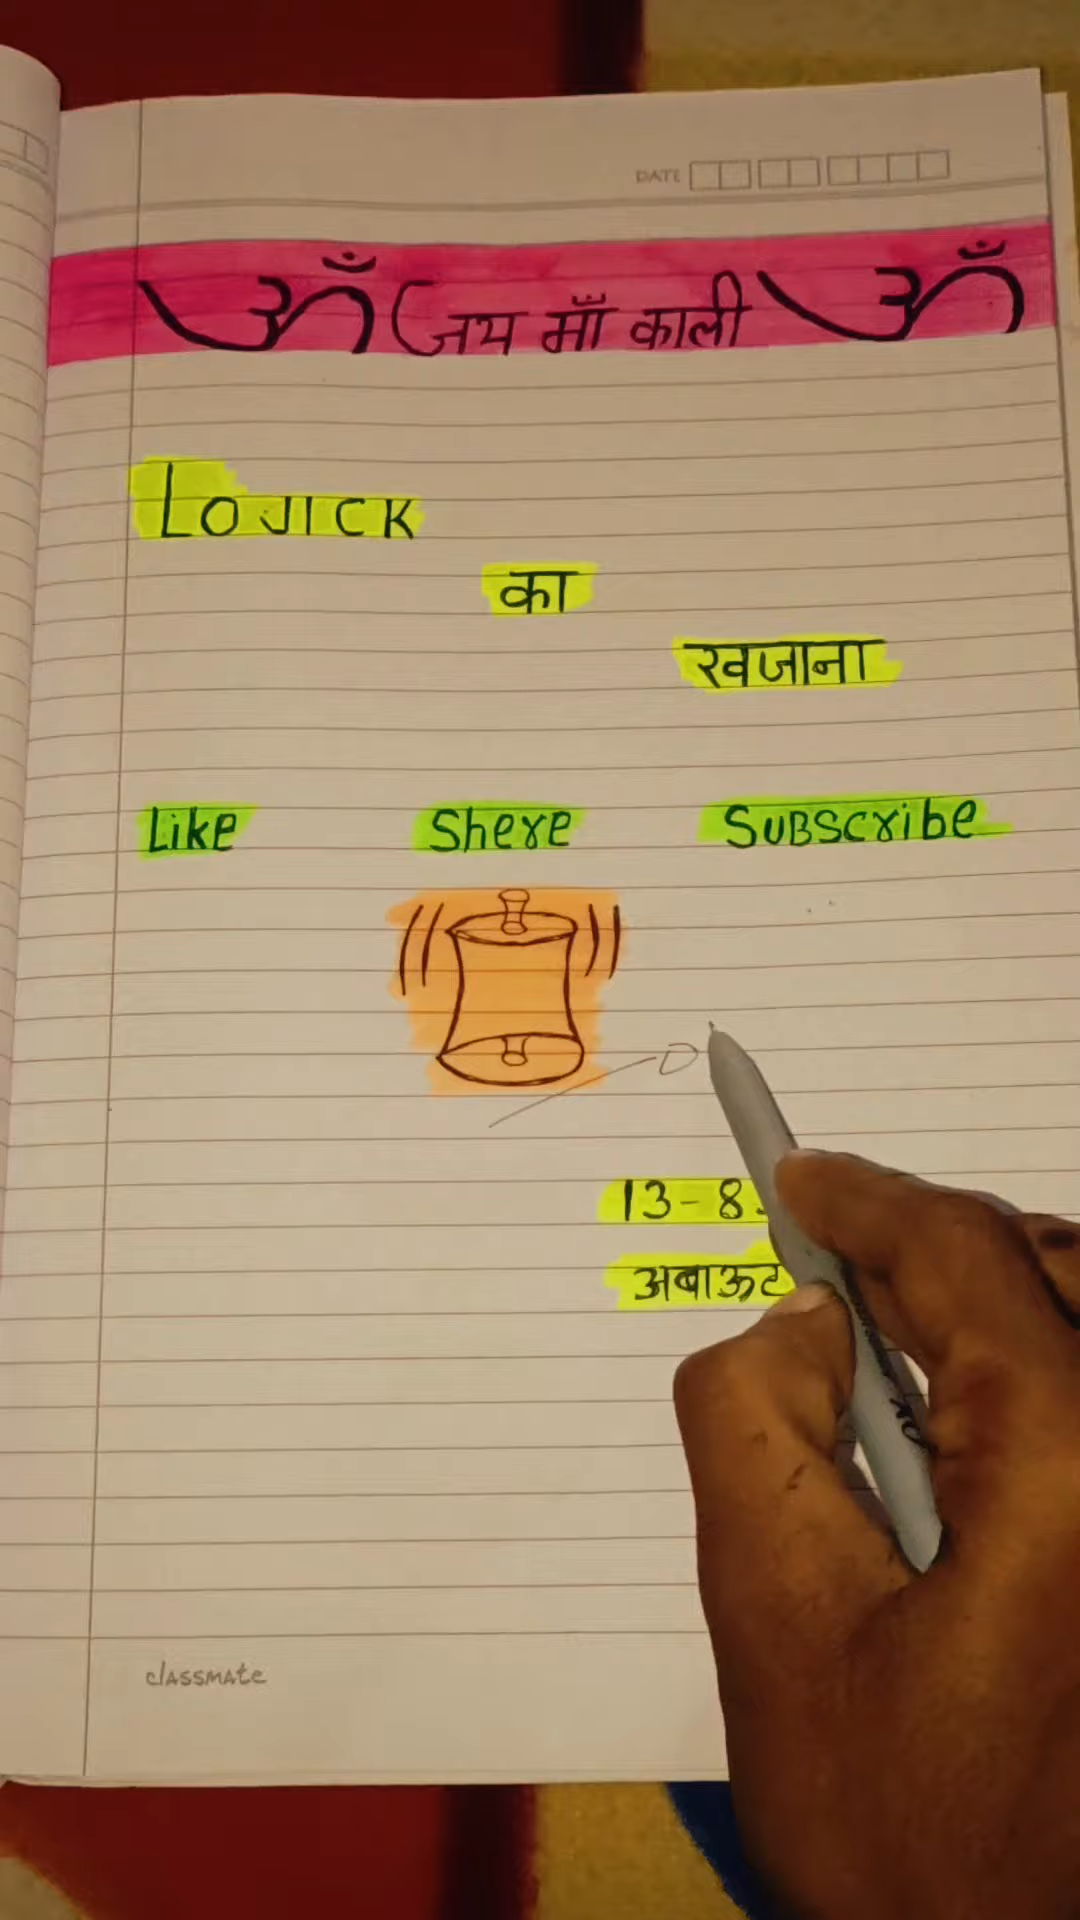 DATE
ॐ जय माँ काली ॐ
LOJICK
का
खजाना
Like Shere SUBSCribe
13-8
अबाऊट
classmate